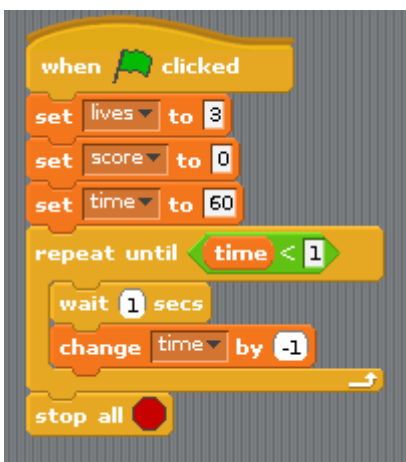 when clicked
set lives to 3
set score to 0
set time to 60
repeat until time < 1
wait 1 secs
change time by -1
stop all